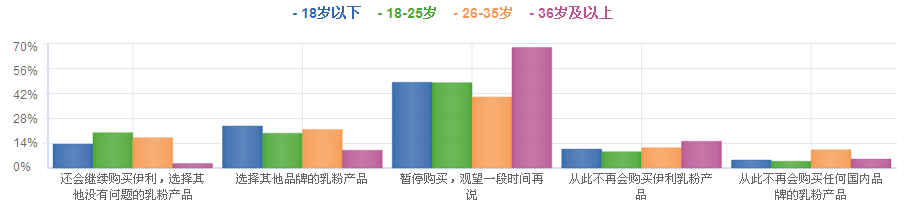 - 18岁以下 - 18-25岁 - 26-35岁 - 36岁及以上
70%
56%
42%
28%
14%
0%
还会继续购买伊利，选择其
他没有问题的乳粉产品
选择其他品牌的乳粉产品
暂停购买，观望一段时间再
说
从此不再会购买伊利乳粉产
品
从此不再会购买任何国内品
牌的乳粉产品